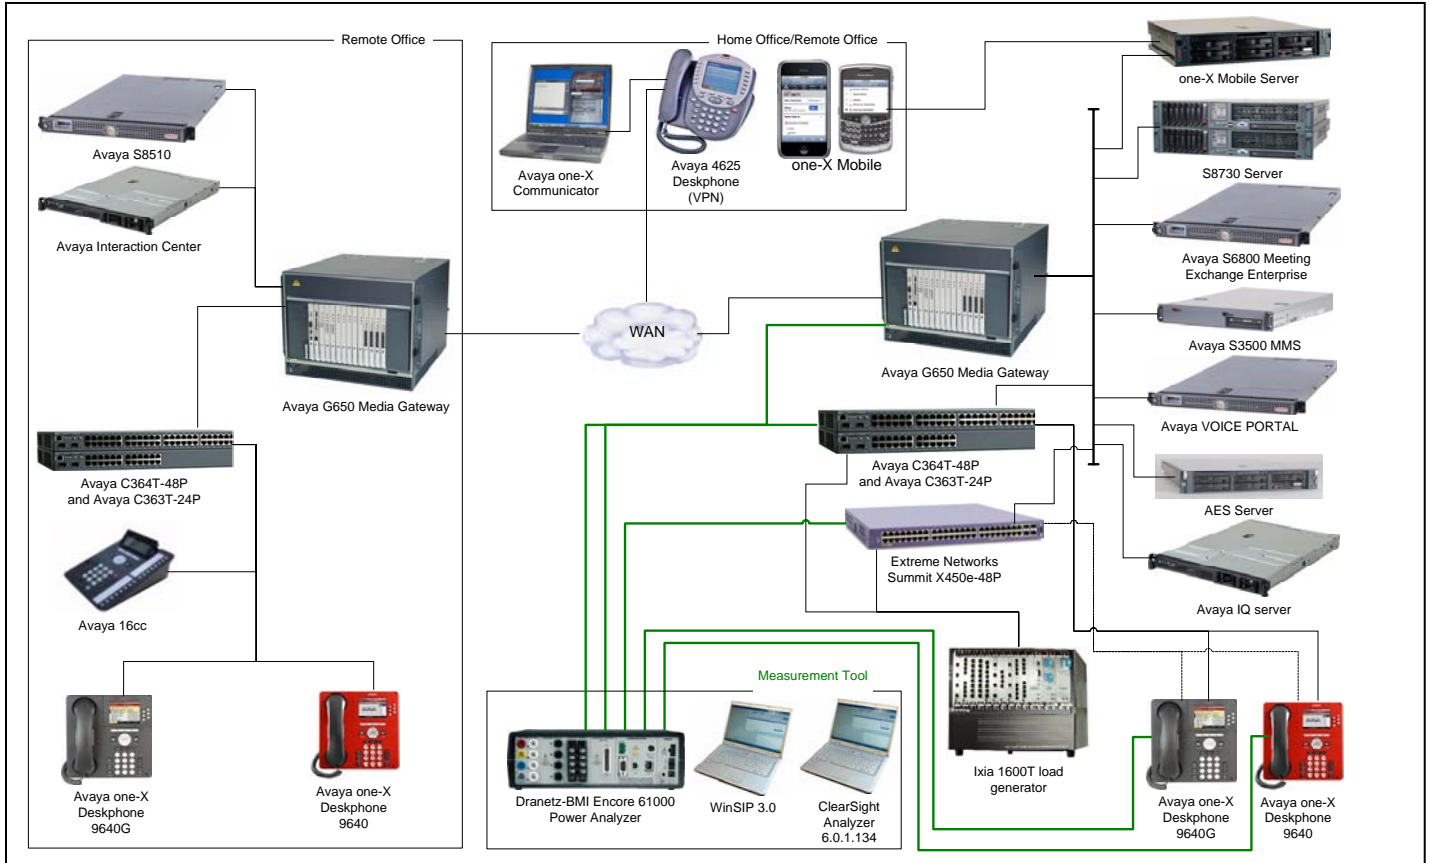 Remote Office
Avaya S8510
Avaya Interaction Center
Avaya G650 Media Gateway
Avaya C364T-48P
and Avaya C363T-24P
Avaya 16cc
Avaya one-X
Deskphone
9640G
Avaya one-X
Deskphone
9640
Home Office/Remote Office
Avaya one-X
Communicator
Avaya 4625
Deskphone
(VPN)
one-X Mobile
WAN
one-X Mobile Server
S8730 Server
Avaya S6800 Meeting
Exchange Enterprise
Avaya S3500 MMS
Avaya VOICE PORTAL
AES Server
Avaya IQ server
Avaya G650 Media Gateway
Avaya C364T-48P
and Avaya C363T-24P
Extreme Networks
Summit X450e-48P
Measurement Tool
Dranetz-BMI Encore 61000
Power Analyzer
WinSIP 3.0
ClearSight
Analyzer
6.0.1.134
Ixia 1600T load
generator
Avaya one-X
Deskphone
9640G
Avaya one-X
Deskphone
9640